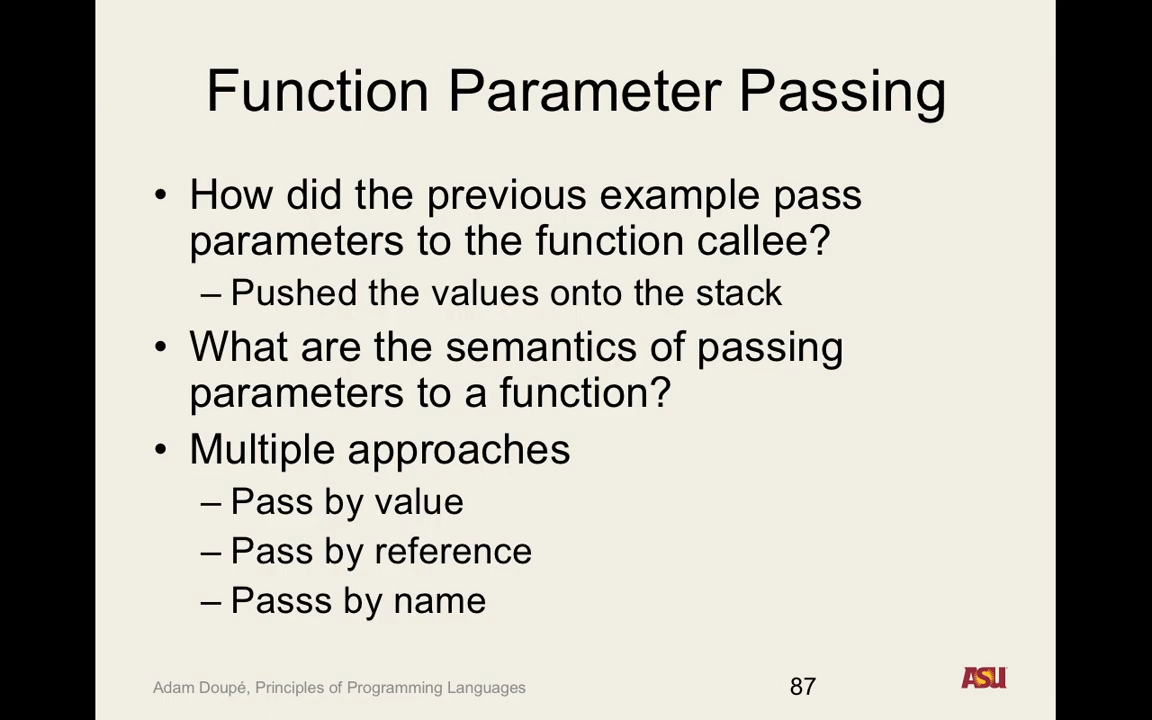 Function Parameter Passing
• How did the previous example pass
parameters to the function callee?
– Pushed the values onto the stack
• What are the semantics of passing
parameters to a function?
• Multiple approaches
– Pass by value
– Pass by reference
– Passs by name
Adam Doupé, Principles of Programming Languages
87
ASU